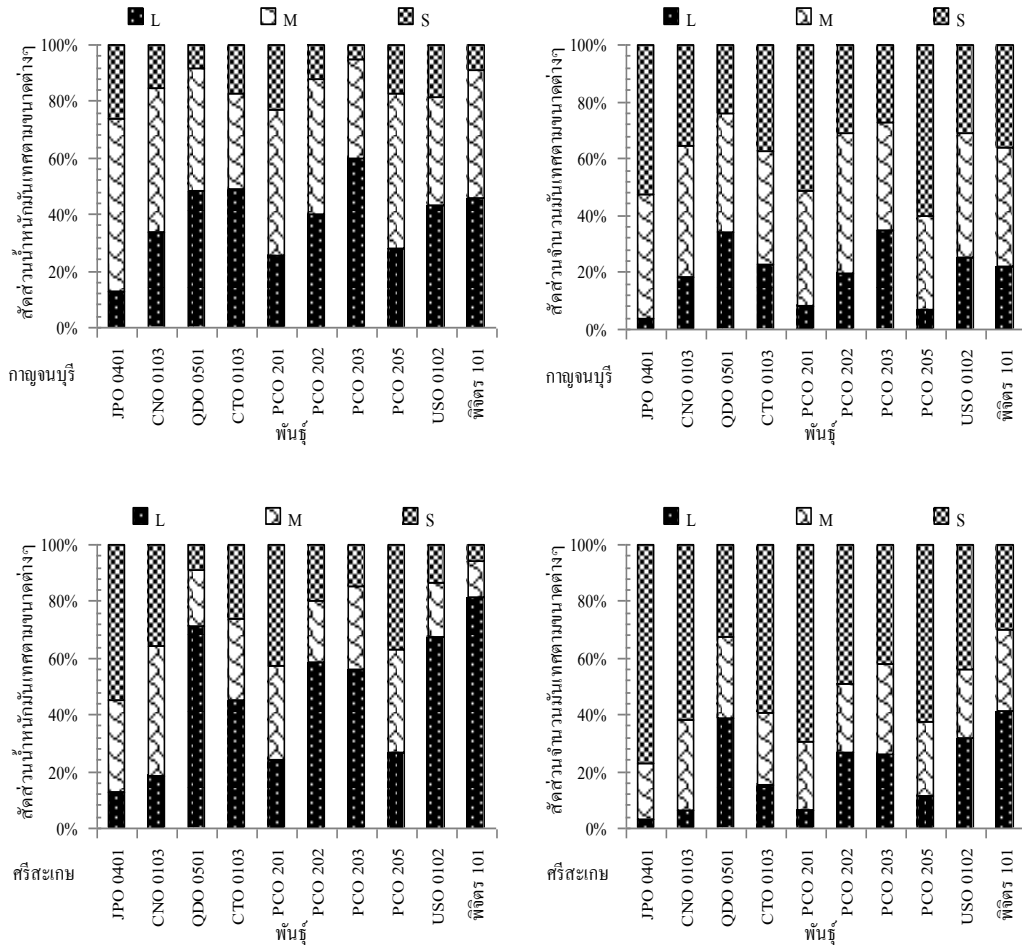 L M S
สัดส่วนน้ำหนักมันเทศตามขนาดต่างๆ
100%
80%
60%
40%
20%
0%
กาญจนบุรี
JPO 0401
CNO 0103
QDO 0501
CTO 0103
PCO 201
PCO 202
PCO 203
PCO 205
USO 0102
พิจิตร 101
พันธุ์
L M S
สัดส่วนจำนวนมันเทศตามขนาดต่างๆ
100%
80%
60%
40%
20%
0%
กาญจนบุรี
JPO 0401
CNO 0103
QDO 0501
CTO 0103
PCO 201
PCO 202
PCO 203
PCO 205
USO 0102
พิจิตร 101
พันธุ์
L M S
สัดส่วนน้ำหนักมันเทศตามขนาดต่างๆ
100%
80%
60%
40%
20%
0%
ศรีสะเกษ
JPO 0401
CNO 0103
QDO 0501
CTO 0103
PCO 201
PCO 202
PCO 203
PCO 205
USO 0102
พิจิตร 101
พันธุ์
L M S
สัดส่วนจำนวนมันเทศตามขนาดต่างๆ
100%
80%
60%
40%
20%
0%
ศรีสะเกษ
JPO 0401
CNO 0103
QDO 0501
CTO 0103
PCO 201
PCO 202
PCO 203
PCO 205
USO 0102
พิจิตร 101
พันธุ์